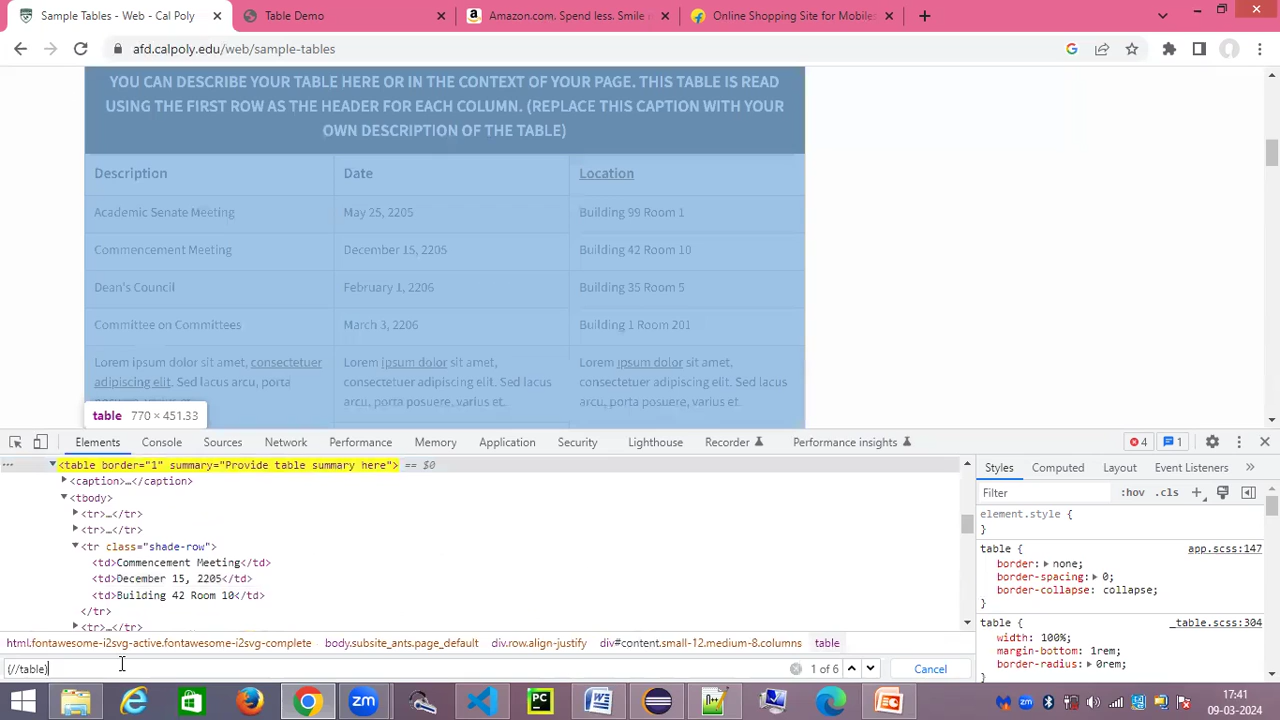 Sample Tables - Web - Cal Poly
Table Demo
Amazon.com. Spend less. Smile
Online Shopping Site for Mobiles
afd.calpoly.edu/web/sample-tables
YOU CAN DESCRIBE YOUR TABLE HERE OR IN THE CONTEXT OF YOUR PAGE. THIS TABLE IS READ
USING THE FIRST ROW AS THE HEADER FOR EACH COLUMN. (REPLACE THIS CAPTION WITH YOUR
OWN DESCRIPTION OF THE TABLE)
Description Date Location
Academic Senate Meeting May 25, 2205 Building 99 Room 1
Commencement Meeting December 15, 2205 Building 42 Room 10
Dean's Council February 1, 2206 Building 35 Room 5
Committee on Committees March 3, 2206 Building 1 Room 201
Lorem ipsum dolor sit amet, consectetuer Lorem ipsum dolor sit amet, Lorem ipsum dolor sit amet,
adipiscing elit. Sed lacus arcu, porta consectetuer adipiscing elit. Sed lacus consectetuer adipiscing elit. Sed lacus
arcu, porta posuere, varius et. arcu, porta posuere, varius et.
table 770 × 451.33
Elements Console Sources Network Performance Memory Application Security Lighthouse Recorder Performance insights 4 1
<table border="1" summary="Provide table summary here"> == $0
<caption>…</caption>
<tbody>
<tr>…</tr>
<tr>…</tr>
<tr class="shade-row">
<td>Commencement Meeting</td>
<td>December 15, 2205</td>
<td>Building 42 Room 10</td>
</tr>
<tr>…</tr>
html.fontawesome-i2svg-active.fontawesome-i2svg-complete body.subsite_ants.page_default div.row.align-justify div#content.small-12.medium-8.columns table
(//table) 1 of 6 Cancel
Styles Computed Layout Event Listeners
Filter :hov .cls
element.style {
}
table { app.scss:147
border: none;
border-spacing: 0;
border-collapse: collapse;
}
table { _table.scss:304
width: 100%;
margin-bottom: 1rem;
border-radius: 0rem;
17:41
09-03-2024